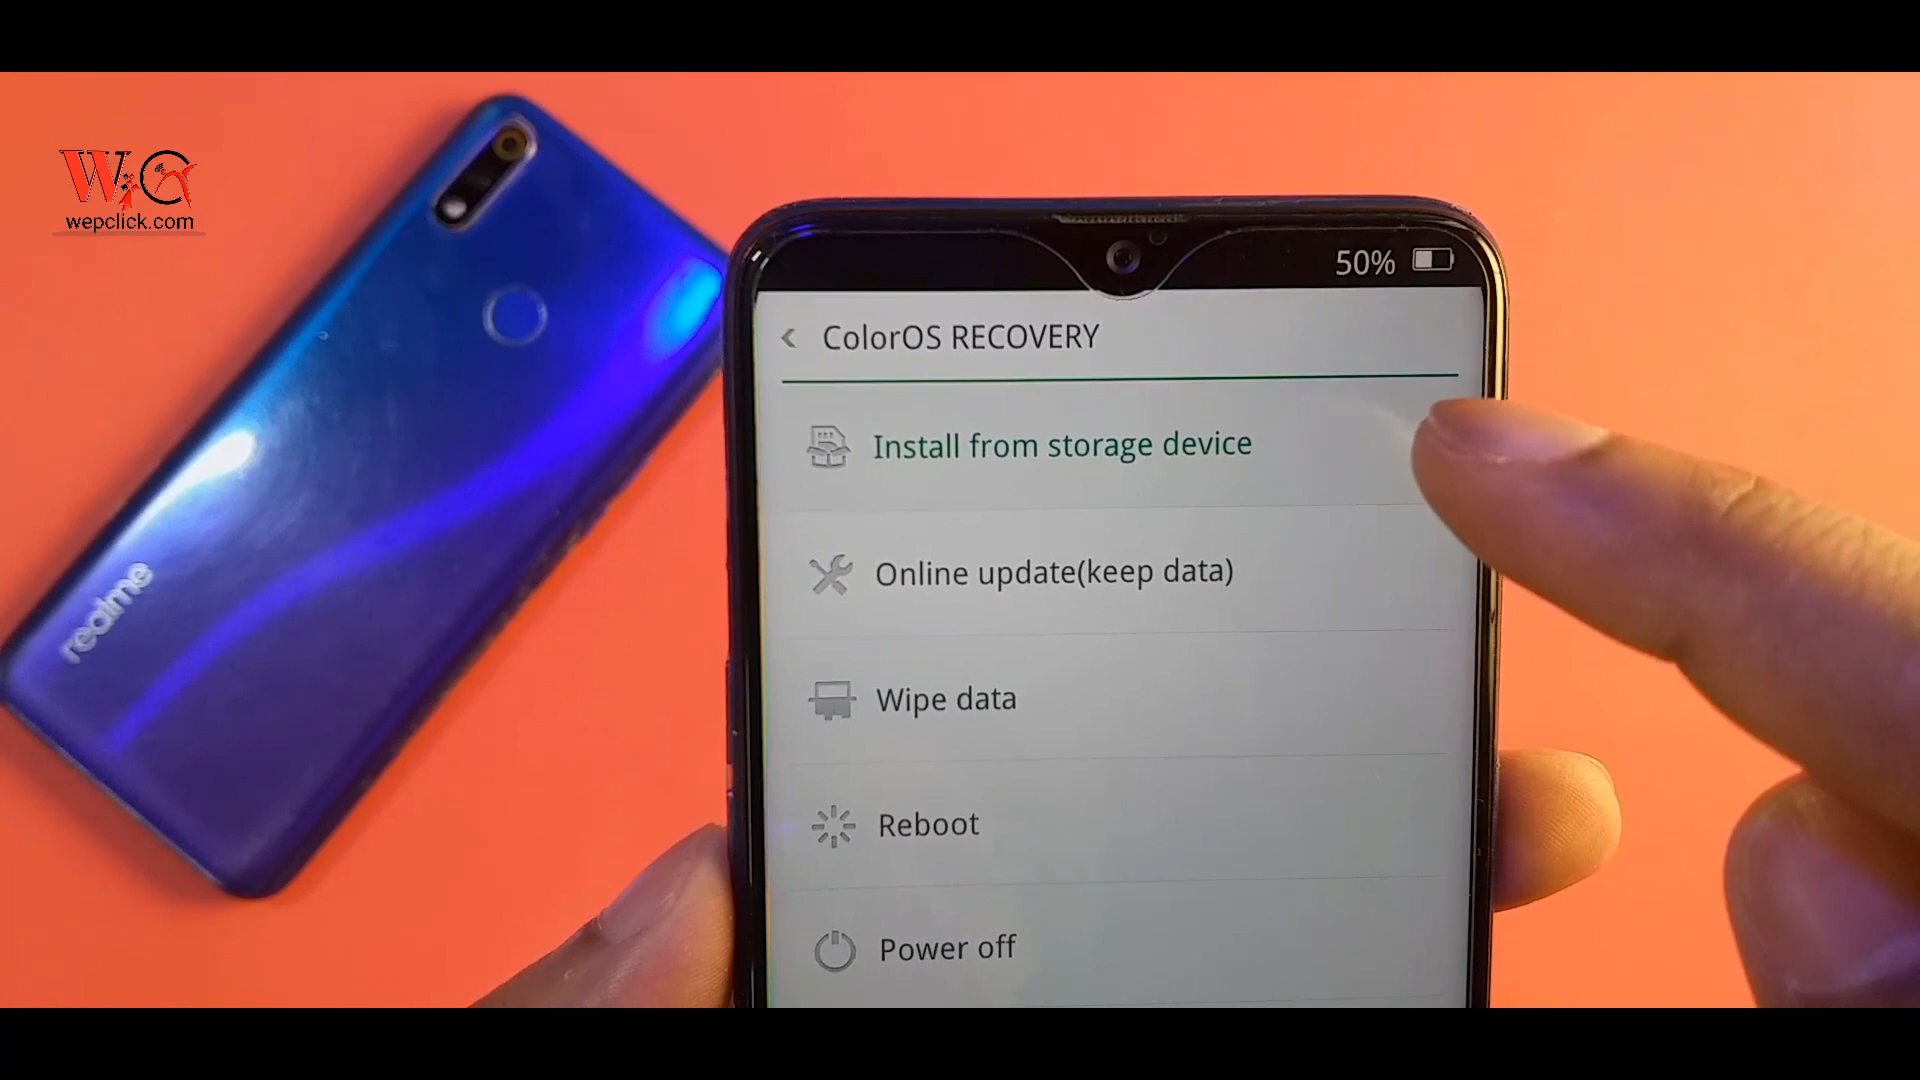 WC
wepclick.com
realme
50%
ColorOS RECOVERY
Install from storage device
Online update(keep data)
Wipe data
Reboot
Power off